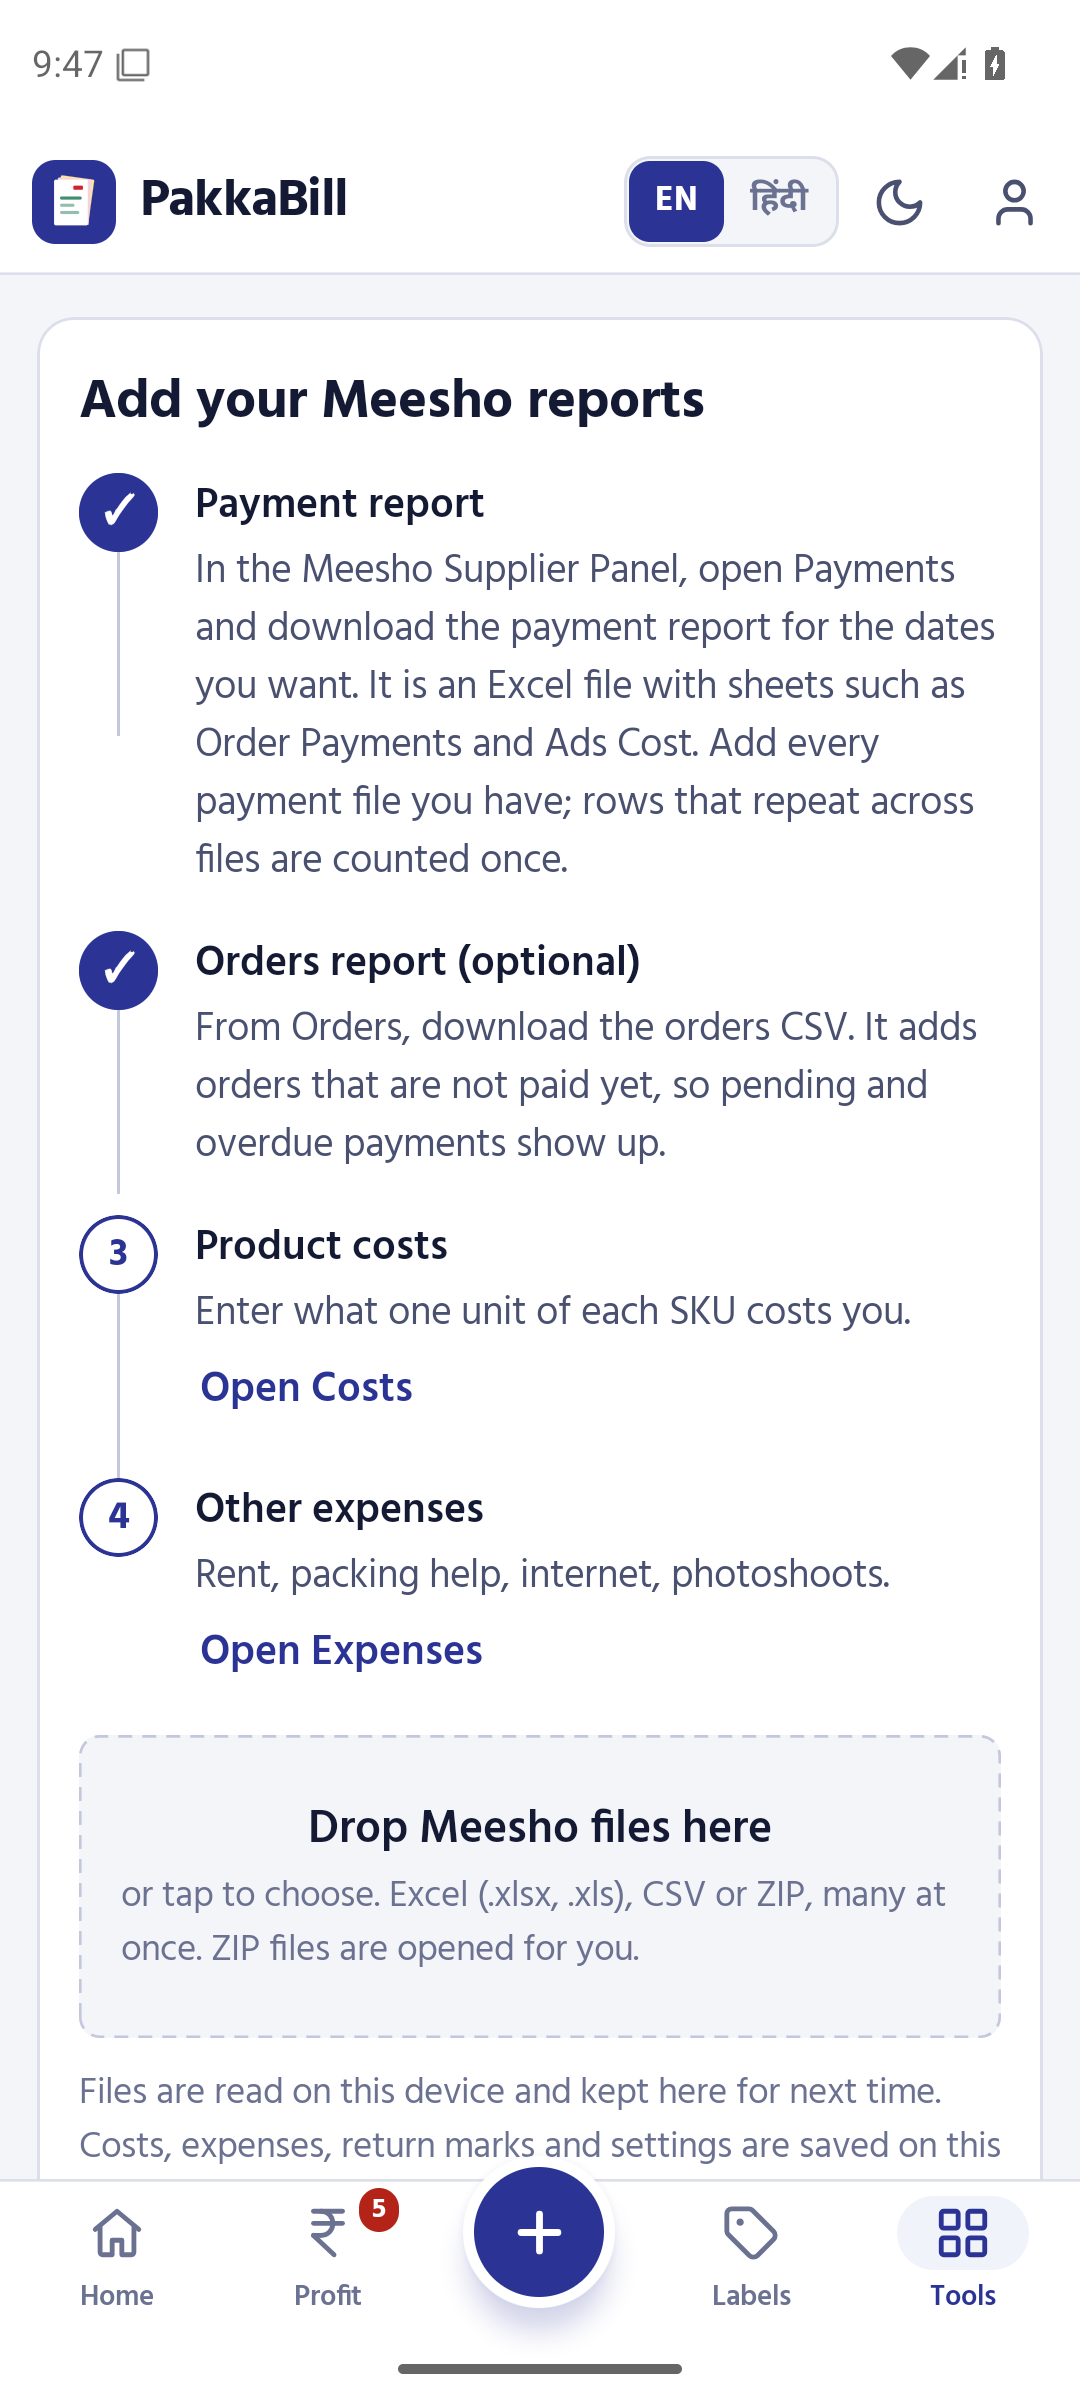 9:47
PakkaBill
EN
हिंदी
Add your Meesho reports
✓
Payment report
In the Meesho Supplier Panel, open Payments
and download the payment report for the dates
you want. It is an Excel file with sheets such as
Order Payments and Ads Cost. Add every
payment file you have; rows that repeat across
files are counted once.
✓
Orders report (optional)
From Orders, download the orders CSV. It adds
orders that are not paid yet, so pending and
overdue payments show up.
3
Product costs
Enter what one unit of each SKU costs you.
Open Costs
4
Other expenses
Rent, packing help, internet, photoshoots.
Open Expenses
Drop Meesho files here
or tap to choose. Excel (.xlsx, .xls), CSV or ZIP, many at
once. ZIP files are opened for you.
Files are read on this device and kept here for next time.
Costs, expenses, return marks and settings are saved on this
₹
5
Home
Profit
Labels
Tools